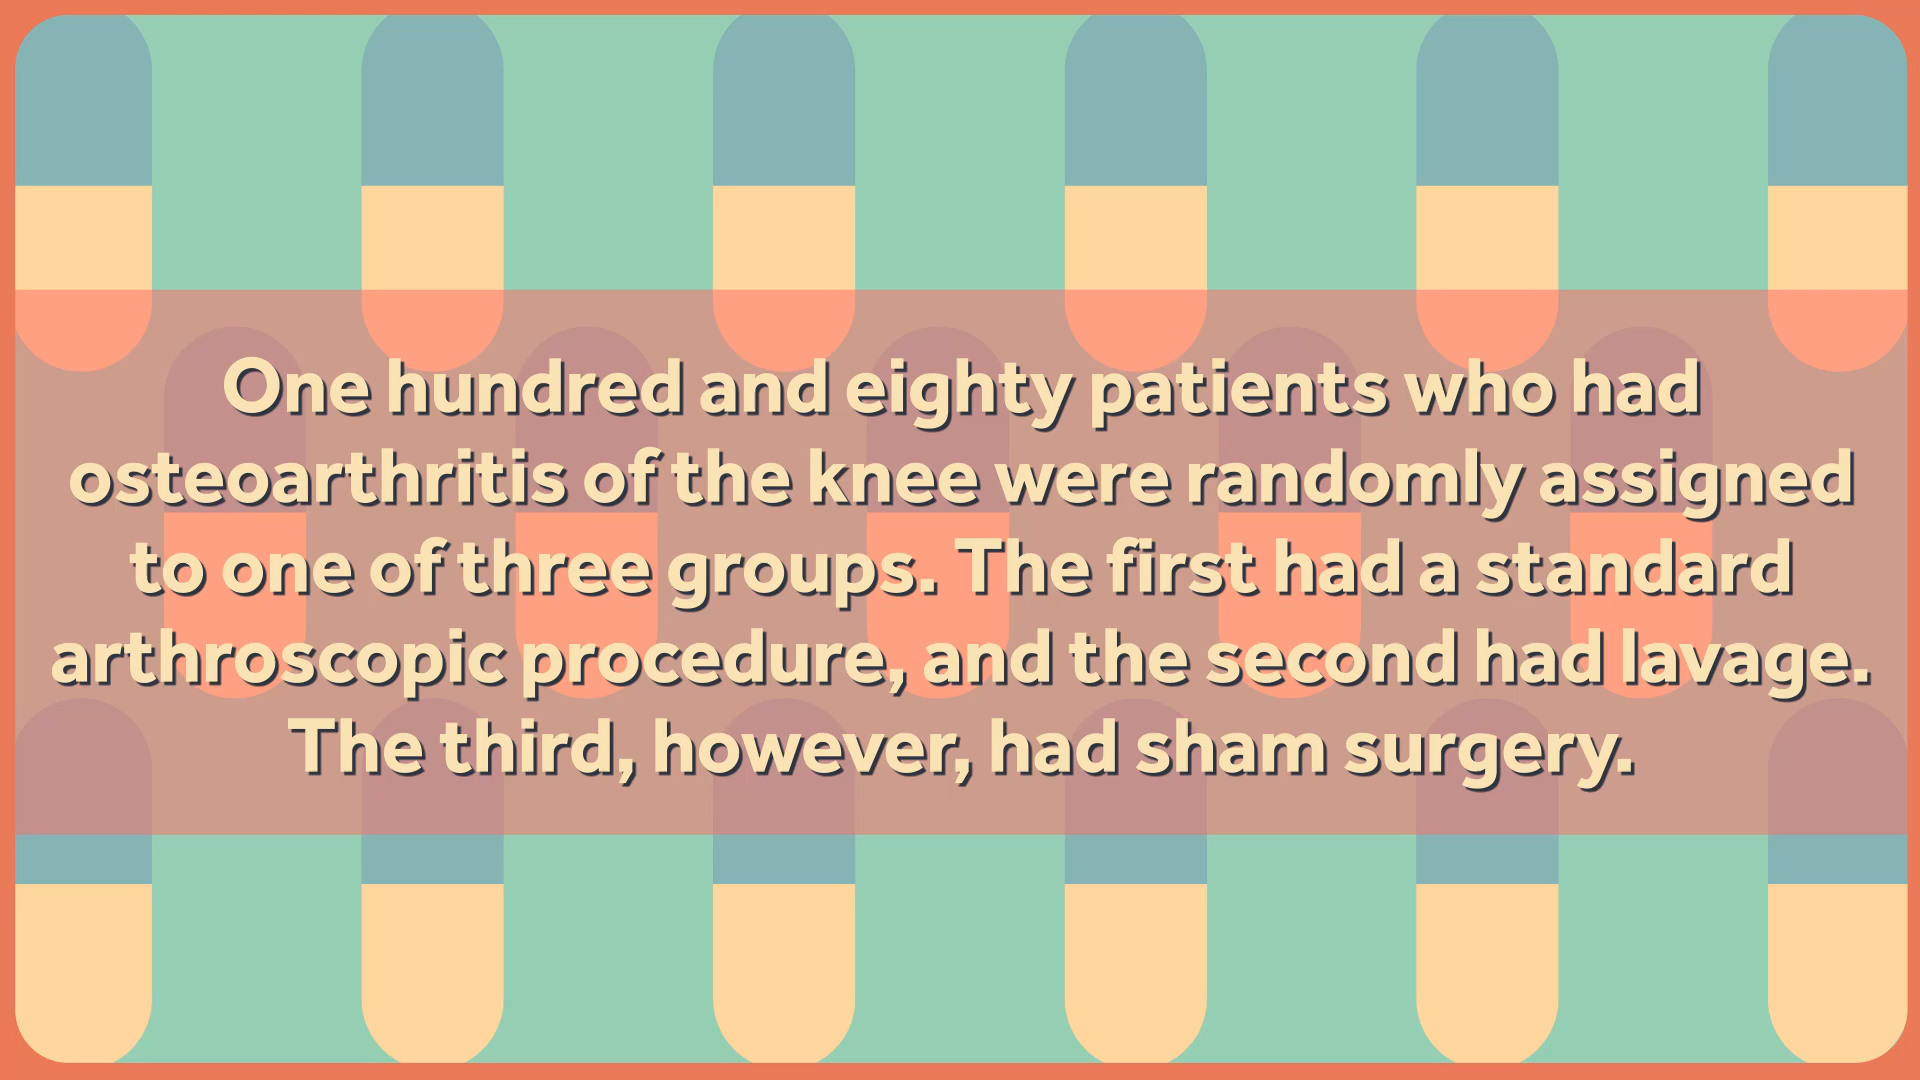 One hundred and eighty patients who had
osteoarthritis of the knee were randomly assigned
to one of three groups. The first had a standard
arthroscopic procedure, and the second had lavage.
The third, however, had sham surgery.